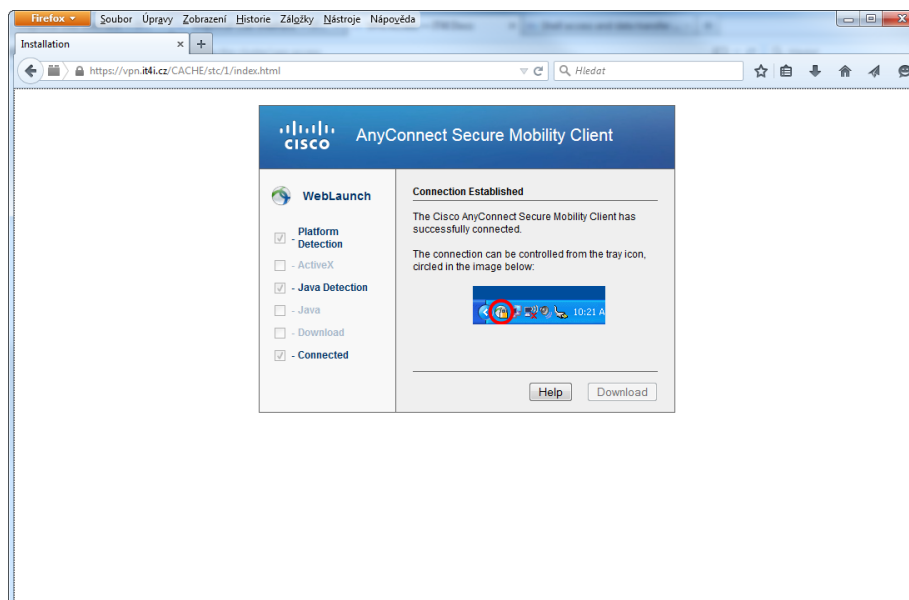 Firefox Soubor Úpravy Zobrazení Historie Záložky Nástroje Nápověda
Installation
https://vpn.it4i.cz/CACHE/stc/1/index.html
Hledat
CISCO
AnyConnect Secure Mobility Client
WebLaunch
- Platform
Detection
- ActiveX
- Java Detection
- Java
- Download
- Connected
Connection Established
The Cisco AnyConnect Secure Mobility Client has
successfully connected.
The connection can be controlled from the tray icon,
circled in the image below:
10:21 A
Help Download